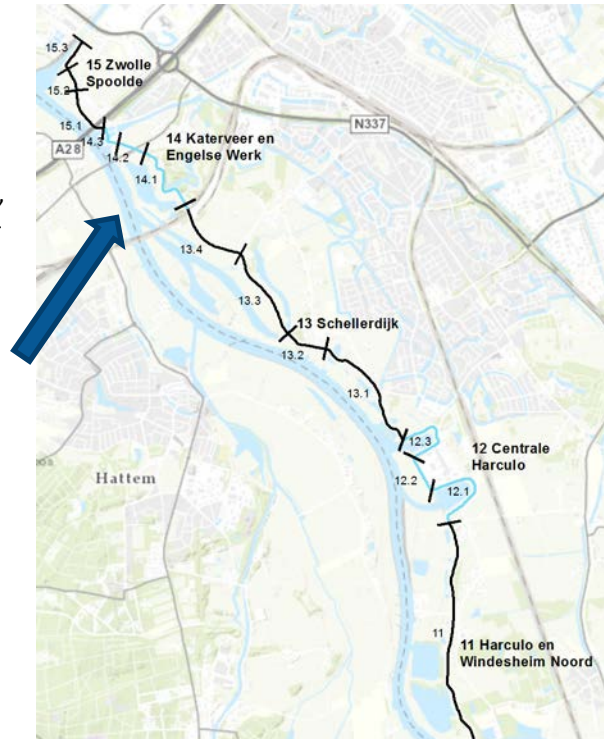 15.3
15 Zwolle
Spoolde
15.2
15.1
14.3
A28
14.2
14.1
14 Katerveer en
Engelse Werk
N337
13.4
13.3
13 Schellerdijk
13.2
13.1
12.3
12 Centrale
Harculo
12.2
12.1
Hattem
11
11 Harculo en
Windesheim Noord